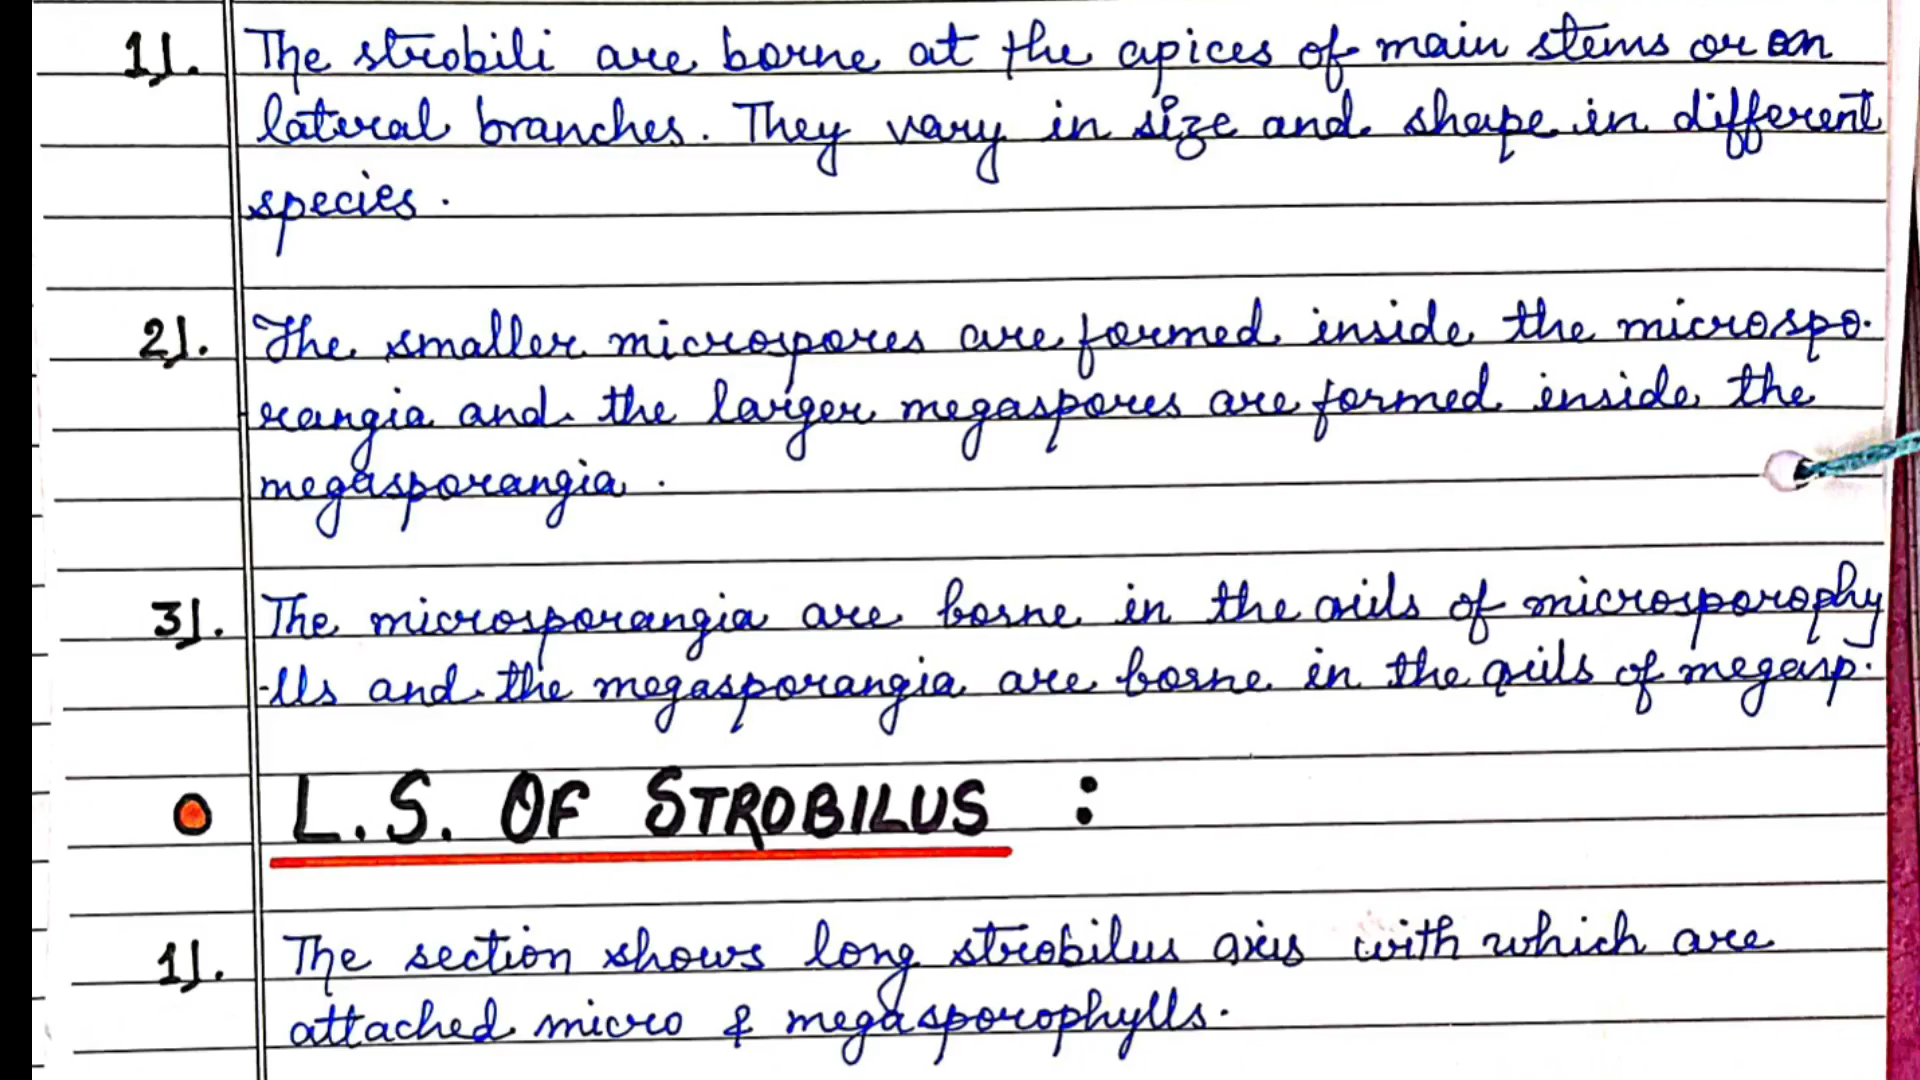 1). The strobili are borne at the apices of main stems or on
lateral branches. They vary in size and shape in different
species.
2). The smaller microspores are formed inside the microspo-
rangia and the larger megaspores are formed inside the
megasporangia.
3). The microsporangia are borne in the axils of microsporophy
-lls and the megasporangia are borne in the axils of megasp.
L.S. OF STROBILUS :
1). The section shows long strobilus axis with which are
attached micro & megasporophylls.